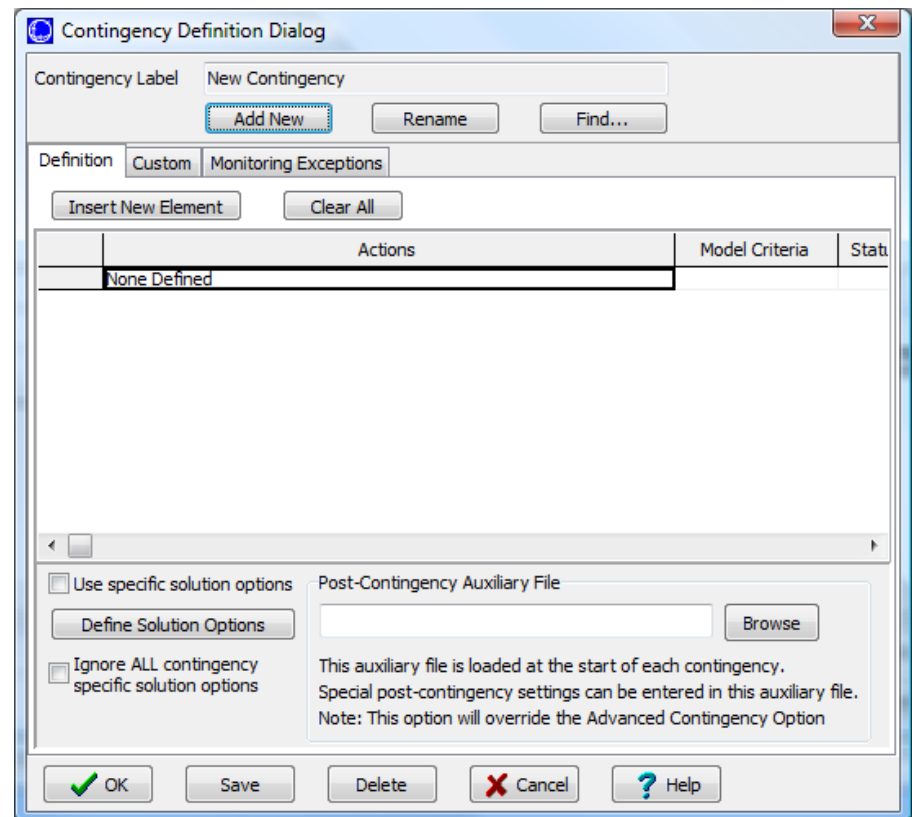 Contingency Definition Dialog
Contingency Label New Contingency
Add New Rename Find...
Definition Custom Monitoring Exceptions
Insert New Element Clear All
Actions Model Criteria Statu
None Defined
Use specific solution options
Define Solution Options
Ignore ALL contingency
specific solution options
Post-Contingency Auxiliary File
Browse
This auxiliary file is loaded at the start of each contingency.
Special post-contingency settings can be entered in this auxiliary file.
Note: This option will override the Advanced Contingency Option
OK Save Delete Cancel Help